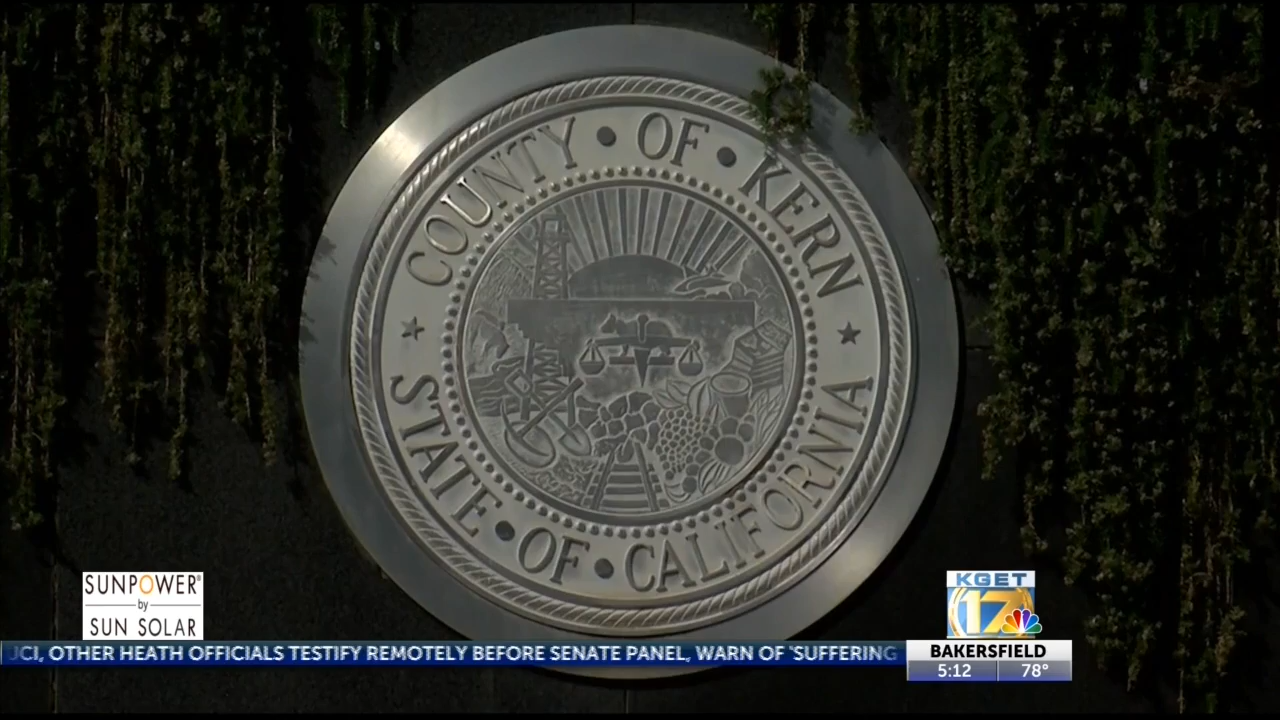 COUNTY • OF • KERN
STATE • OF • CALIFORNIA
SUNPOWER®
by
SUN SOLAR
KGET
17
CI, OTHER HEATH OFFICIALS TESTIFY REMOTELY BEFORE SENATE PANEL, WARN OF 'SUFFERING
BAKERSFIELD
5:12 78°